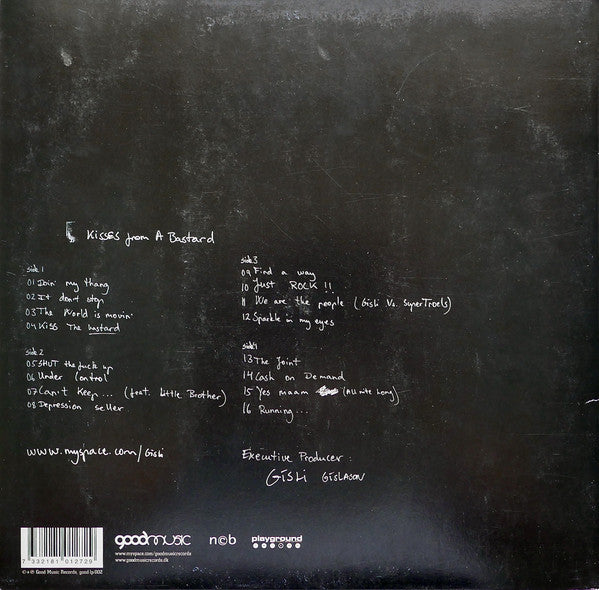 Kisses from A Bastard
side 1
01 Doin' my thang
02 It don't stop
03 The World is movin'
04 Kiss The bastard
side 2
05 SHUT the fuck up
06 Under Control
07 Can't Keep... (feat. Little Brother)
08 Depression seller
side 3
09 Find a way
10 Just ROCK !!
11 We are the people (Gisli Vs. SuperTroels)
12 Sparkle in my eyes
side 4
13 The Joint
14 Cash on Demand
15 Yes maam (All nite long)
16 Running...
www.myspace.com/Gisli
Executive Producer:
Gisli GISLASON
7 332181 012729
©+℗ Good Music Records, good-lp 002
goodmusic
www.myspace.com/goodmusicrecords
www.goodmusicrecords.dk
n©b
playground